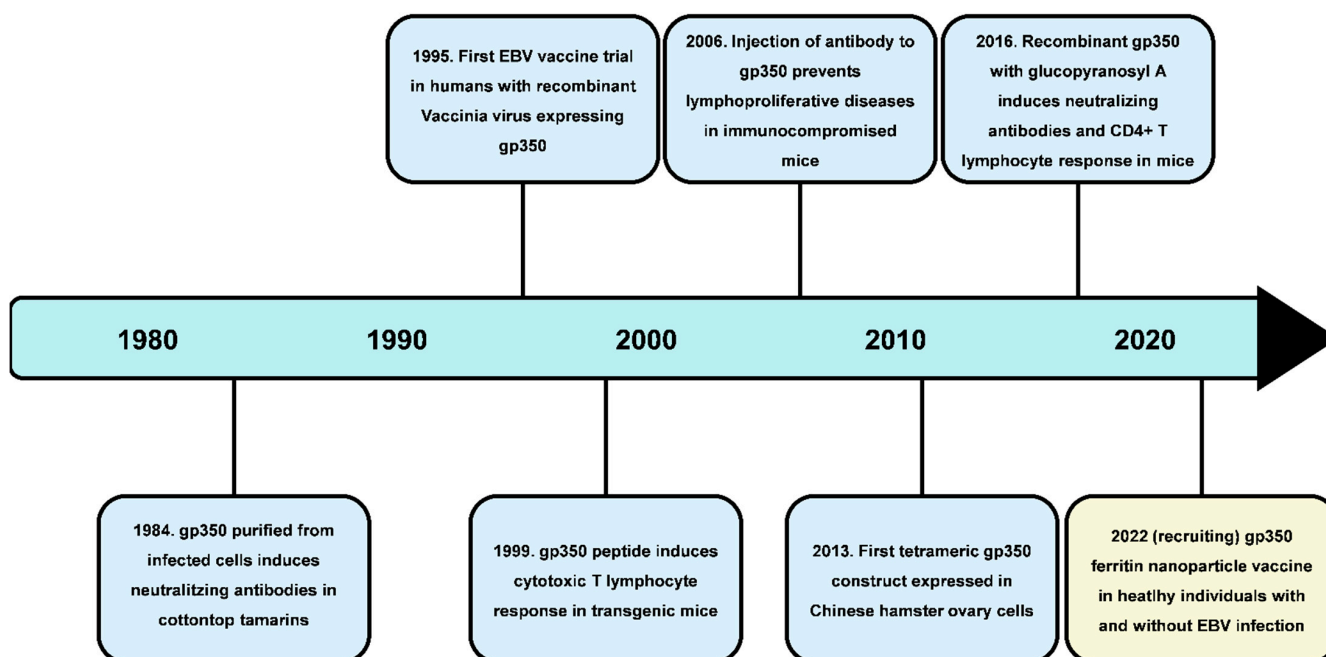 1995. First EBV vaccine trial
in humans with recombinant
Vaccinia virus expressing
gp350
2006. Injection of antibody to
gp350 prevents
lymphoproliferative diseases
in immunocompromised
mice
2016. Recombinant gp350
with glucopyranosyl A
induces neutralizing
antibodies and CD4+ T
lymphocyte response in mice
1980
1990
2000
2010
2020
1984. gp350 purified from
infected cells induces
neutralitzing antibodies in
cottontop tamarins
1999. gp350 peptide induces
cytotoxic T lymphocyte
response in transgenic mice
2013. First tetrameric gp350
construct expressed in
Chinese hamster ovary cells
2022 (recruiting) gp350
ferritin nanoparticle vaccine
in heatlhy individuals with
and without EBV infection